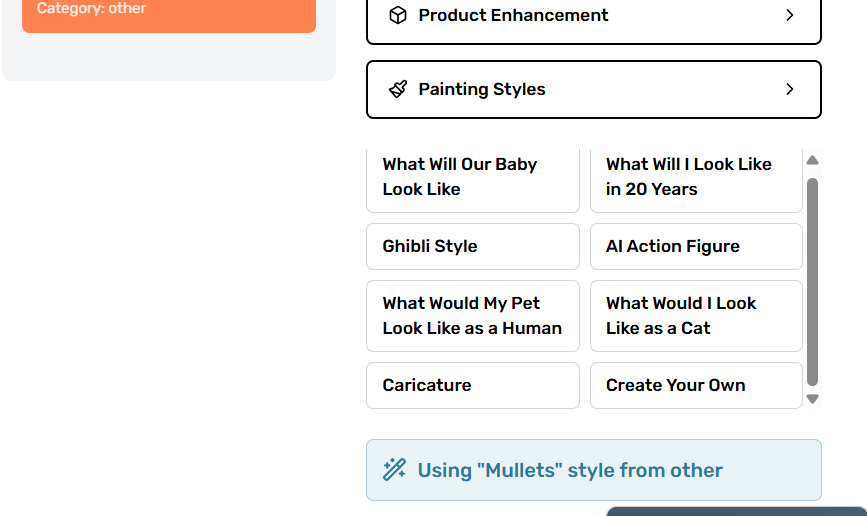 Category: other
Product Enhancement
Painting Styles
What Will Our Baby
Look Like
What Will I Look Like
in 20 Years
Ghibli Style
AI Action Figure
What Would My Pet
Look Like as a Human
What Would I Look
Like as a Cat
Caricature
Create Your Own
Using "Mullets" style from other